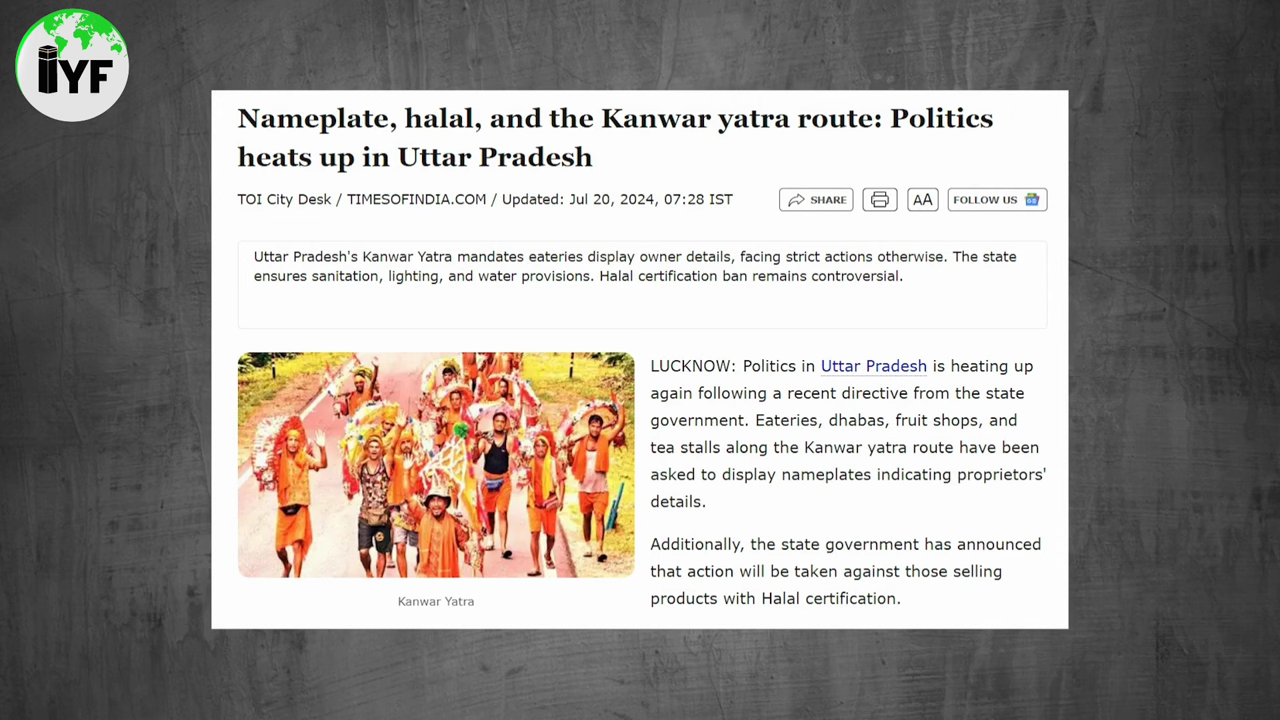 iYF
Nameplate, halal, and the Kanwar yatra route: Politics
heats up in Uttar Pradesh
TOI City Desk / TIMESOFINDIA.COM / Updated: Jul 20, 2024, 07:28 IST
SHARE
AA
FOLLOW US
Uttar Pradesh's Kanwar Yatra mandates eateries display owner details, facing strict actions otherwise. The state
ensures sanitation, lighting, and water provisions. Halal certification ban remains controversial.
Kanwar Yatra
LUCKNOW: Politics in Uttar Pradesh is heating up
again following a recent directive from the state
government. Eateries, dhabas, fruit shops, and
tea stalls along the Kanwar yatra route have been
asked to display nameplates indicating proprietors'
details.
Additionally, the state government has announced
that action will be taken against those selling
products with Halal certification.